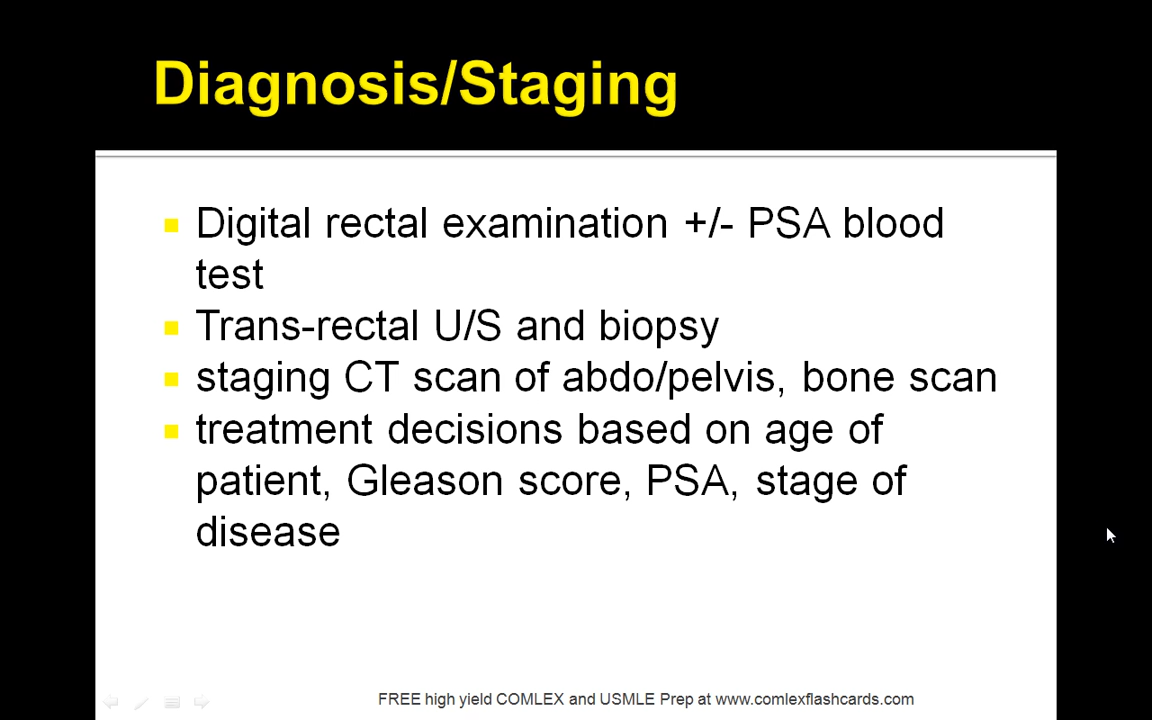 Diagnosis/Staging
Digital rectal examination +/- PSA blood
test
Trans-rectal U/S and biopsy
staging CT scan of abdo/pelvis, bone scan
treatment decisions based on age of
patient, Gleason score, PSA, stage of
disease
FREE high yield COMLEX and USMLE Prep at www.comlexflashcards.com